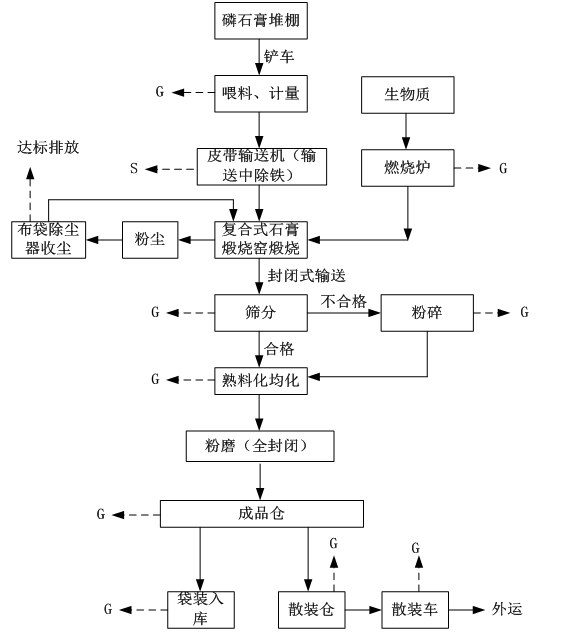 磷石膏堆棚
铲车
G
喂料、计量
生物质
达标排放
S
皮带输送机（输
送中除铁）
燃烧炉
G
布袋除尘
器收尘
粉尘
复合式石膏
煅烧窑煅烧
封闭式输送
G
筛分
不合格
粉碎
G
合格
G
熟料化均化
粉磨（全封闭）
G
成品仓
G
G
G
袋装入
库
散装仓
散装车
外运